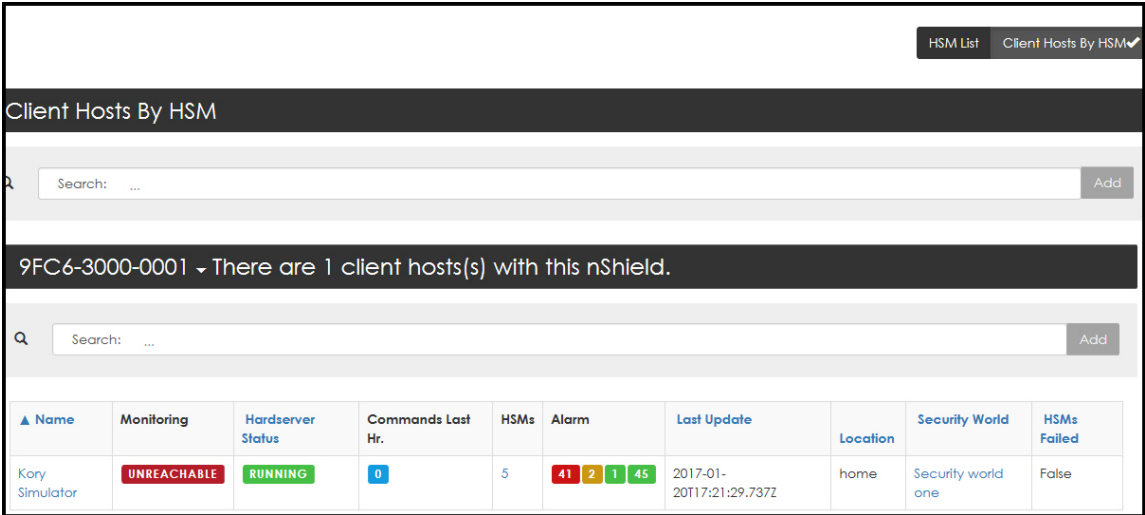 HSM List Client Hosts By HSM
Client Hosts By HSM
Search: ... Add
9FC6-3000-0001 There are 1 client hosts(s) with this nShield.
Search: ... Add
▲ Name Monitoring Hardserver Status Commands Last Hr. HSMs Alarm Last Update Location Security World HSMs Failed
Kory Simulator UNREACHABLE RUNNING 0 5 41 2 1 45 2017-01-20T17:21:29.737Z home Security world one False